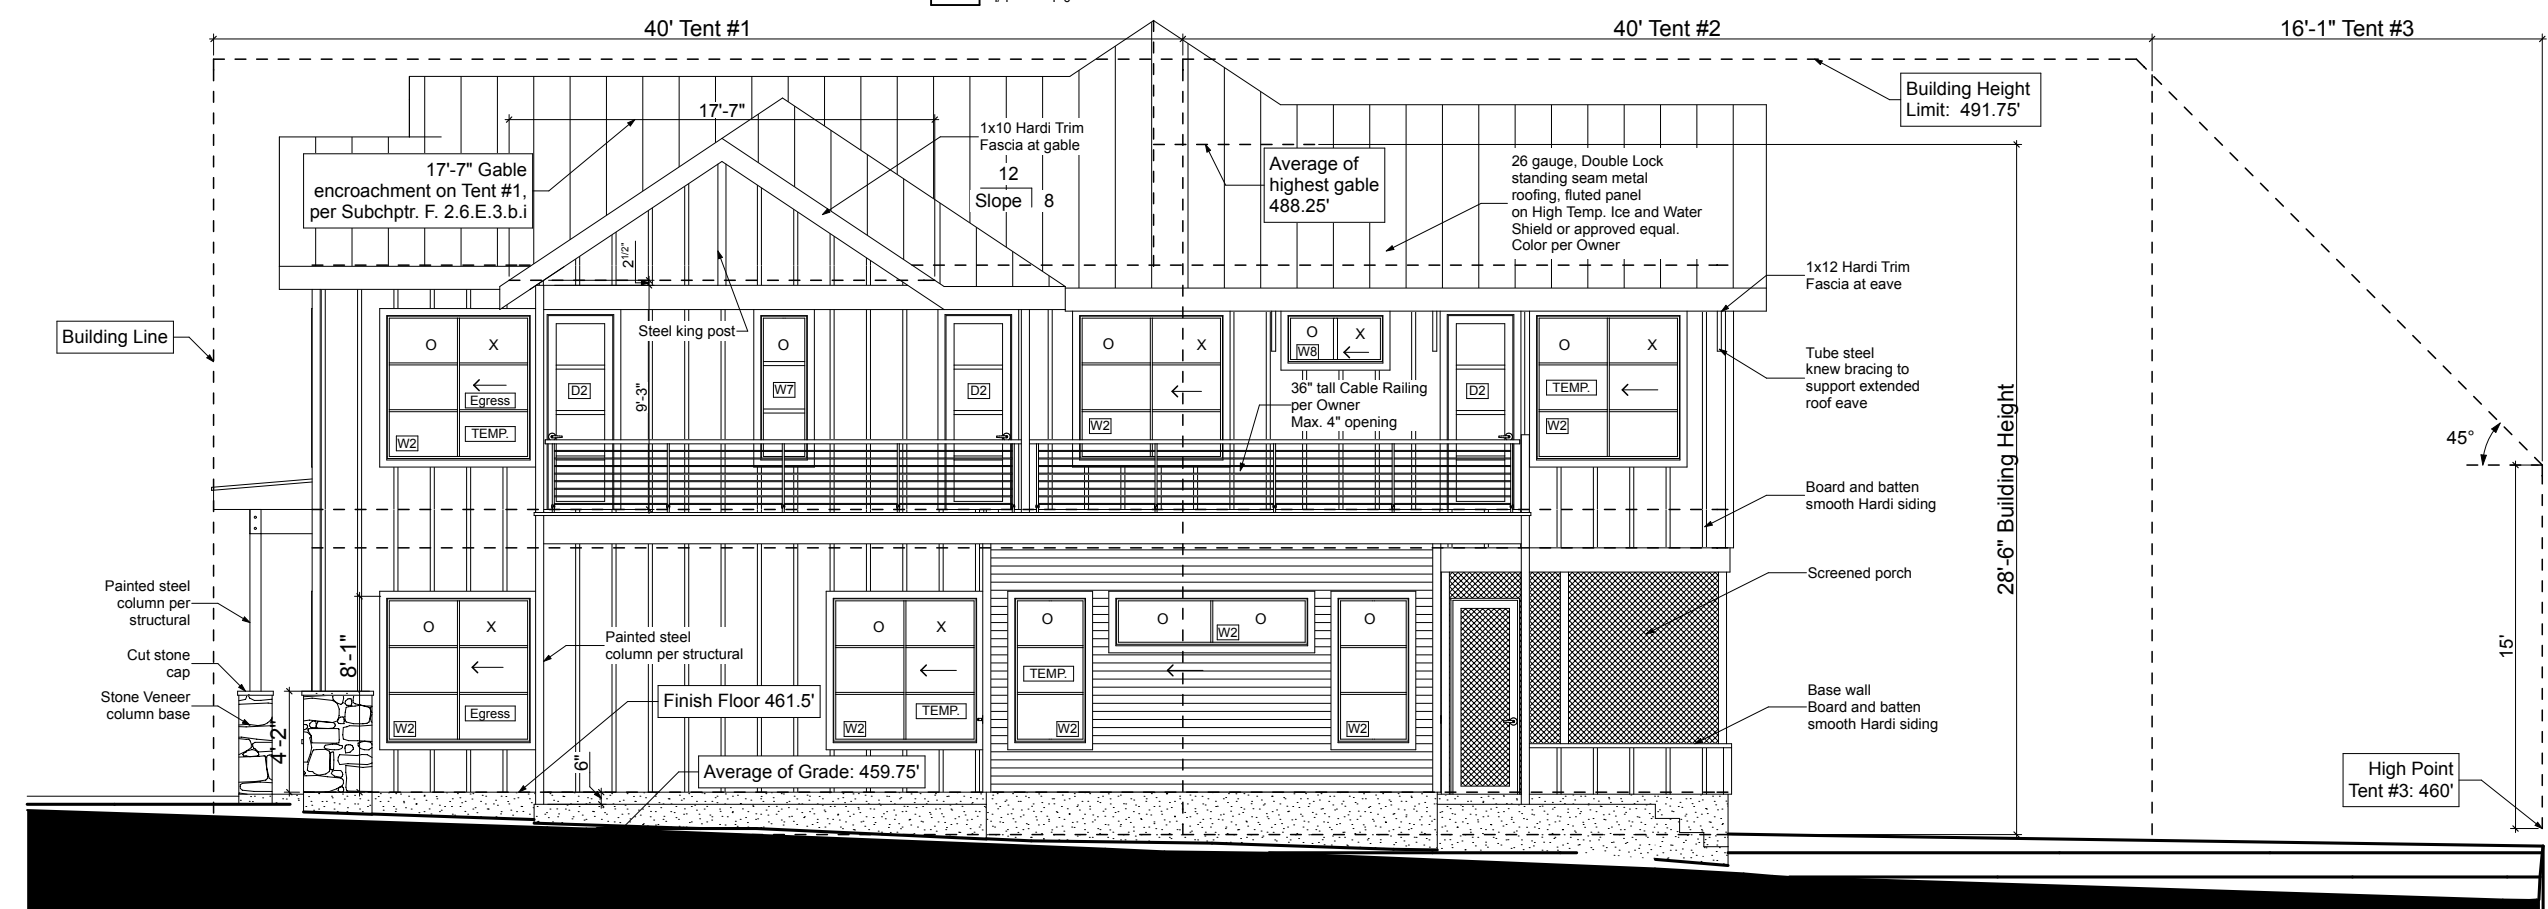 40' Tent #1
40' Tent #2
16'-1" Tent #3
Building Height
Limit: 491.75'
17'-7"
1x10 Hardi Trim
Fascia at gable
17'-7" Gable
encroachment on Tent #1,
per Subchptr. F. 2.6.E.3.b.i
12
Slope
8
Average of
highest gable
488.25'
26 gauge, Double Lock
standing seam metal
roofing, fluted panel
on High Temp. Ice and Water
Shield or approved equal.
Color per Owner
2 1/2"
1x12 Hardi Trim
Fascia at eave
Building Line
Steel king post
O
X
Egress
TEMP.
W2
D2
9'-3"
O
W7
D2
O
X
W2
O
X
W8
36" tall Cable Railing
per Owner
Max. 4" opening
D2
O
X
TEMP.
W2
Tube steel
knew bracing to
support extended
roof eave
28'-6" Building Height
45°
Board and batten
smooth Hardi siding
Painted steel
column per
structural
Screened porch
Cut stone
cap
Stone Veneer
column base
4'-2"
8'-1"
O
X
Egress
W2
Painted steel
column per structural
Finish Floor 461.5'
O
X
TEMP.
W2
O
TEMP.
W2
O
W2
O
O
W2
15'
Base wall
Board and batten
smooth Hardi siding
6"
Average of Grade: 459.75'
High Point
Tent #3: 460'